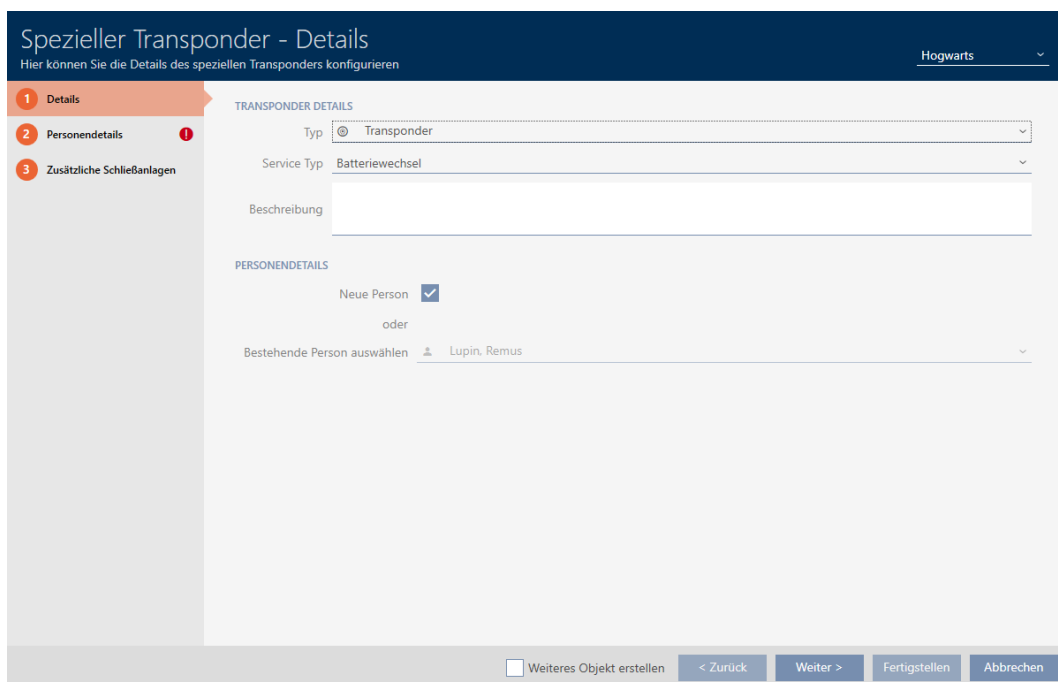 Spezieller Transponder - Details
Hier können Sie die Details des speziellen Transponders konfigurieren
Hogwarts
1 Details
2 Personendetails !
3 Zusätzliche Schließanlagen
TRANSPONDER DETAILS
Typ Transponder
Service Typ Batteriewechsel
Beschreibung
PERSONENDETAILS
Neue Person
oder
Bestehende Person auswählen Lupin, Remus
Weiteres Objekt erstellen < Zurück Weiter > Fertigstellen Abbrechen